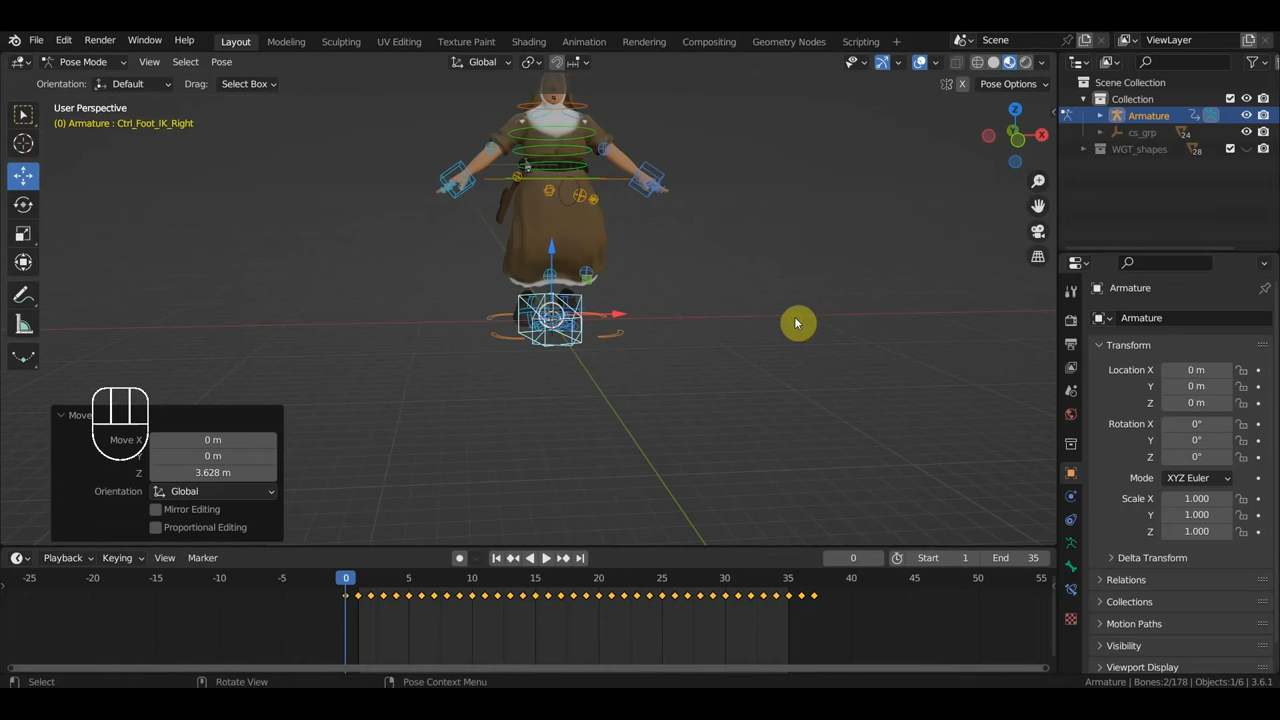 File Edit Render Window Help Layout Modeling Sculpting UV Editing Texture Paint Shading Animation Rendering Compositing Geometry Nodes Scripting + Scene ViewLayer
Pose Mode View Select Pose Global
Orientation: Default Drag: Select Box X Pose Options
User Perspective
(0) Armature : Ctrl_Foot_IK_Right
Z
X
Y
Scene Collection
Collection
Armature
cs_grp 24
WGT_shapes 28
Armature
Armature
Transform
Location X 0 m
Y 0 m
Z 0 m
Rotation X 0°
Y 0°
Z 0°
Mode XYZ Euler
Scale X 1.000
Y 1.000
Z 1.000
Delta Transform
Relations
Collections
Motion Paths
Visibility
Viewport Display
Move
Move X 0 m
0 m
Z 3.628 m
Orientation Global
Mirror Editing
Proportional Editing
Playback Keying View Marker 0 Start 1 End 35
-25 -20 -15 -10 -5 0 5 10 15 20 25 30 35 40 45 50 55
Select Rotate View Pose Context Menu Armature | Bones:2/178 | Objects:1/6 | 3.6.1